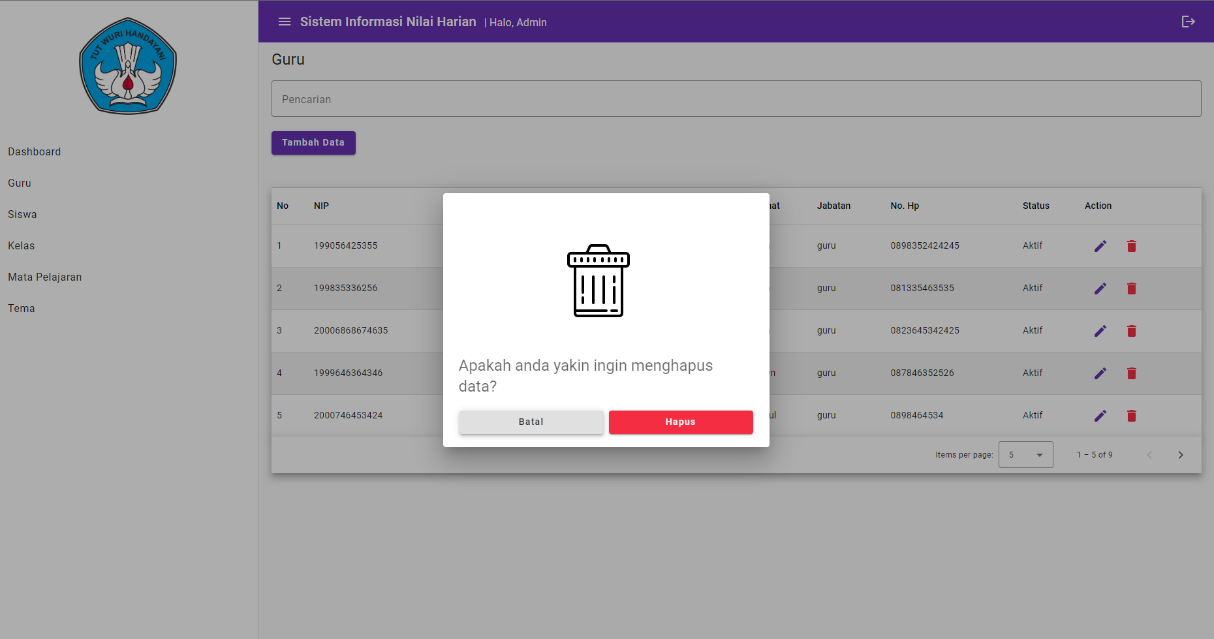 TUT WURI HANDAYANI
Sistem Informasi Nilai Harian | Halo, Admin
Dashboard
Guru
Siswa
Kelas
Mata Pelajaran
Tema
Guru
Pencarian
Tambah Data
No NIP Jabatan No. Hp Status Action
1 199056425355 guru 0898352424245 Aktif
2 199835336256 guru 081335463535 Aktif
3 20006868674635 guru 0823645342425 Aktif
4 1999646364346 guru 087846352526 Aktif
5 2000746453424 guru 0898464534 Aktif
Items per page: 5 1 – 5 of 9
Apakah anda yakin ingin menghapus
data?
Batal Hapus